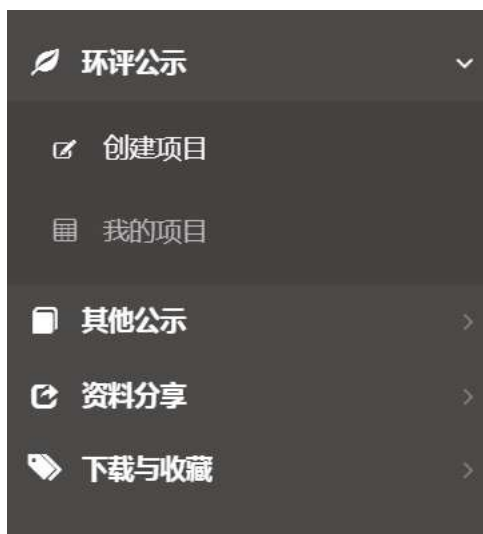 环评公示
创建项目
我的项目
其他公示
资料分享
下载与收藏